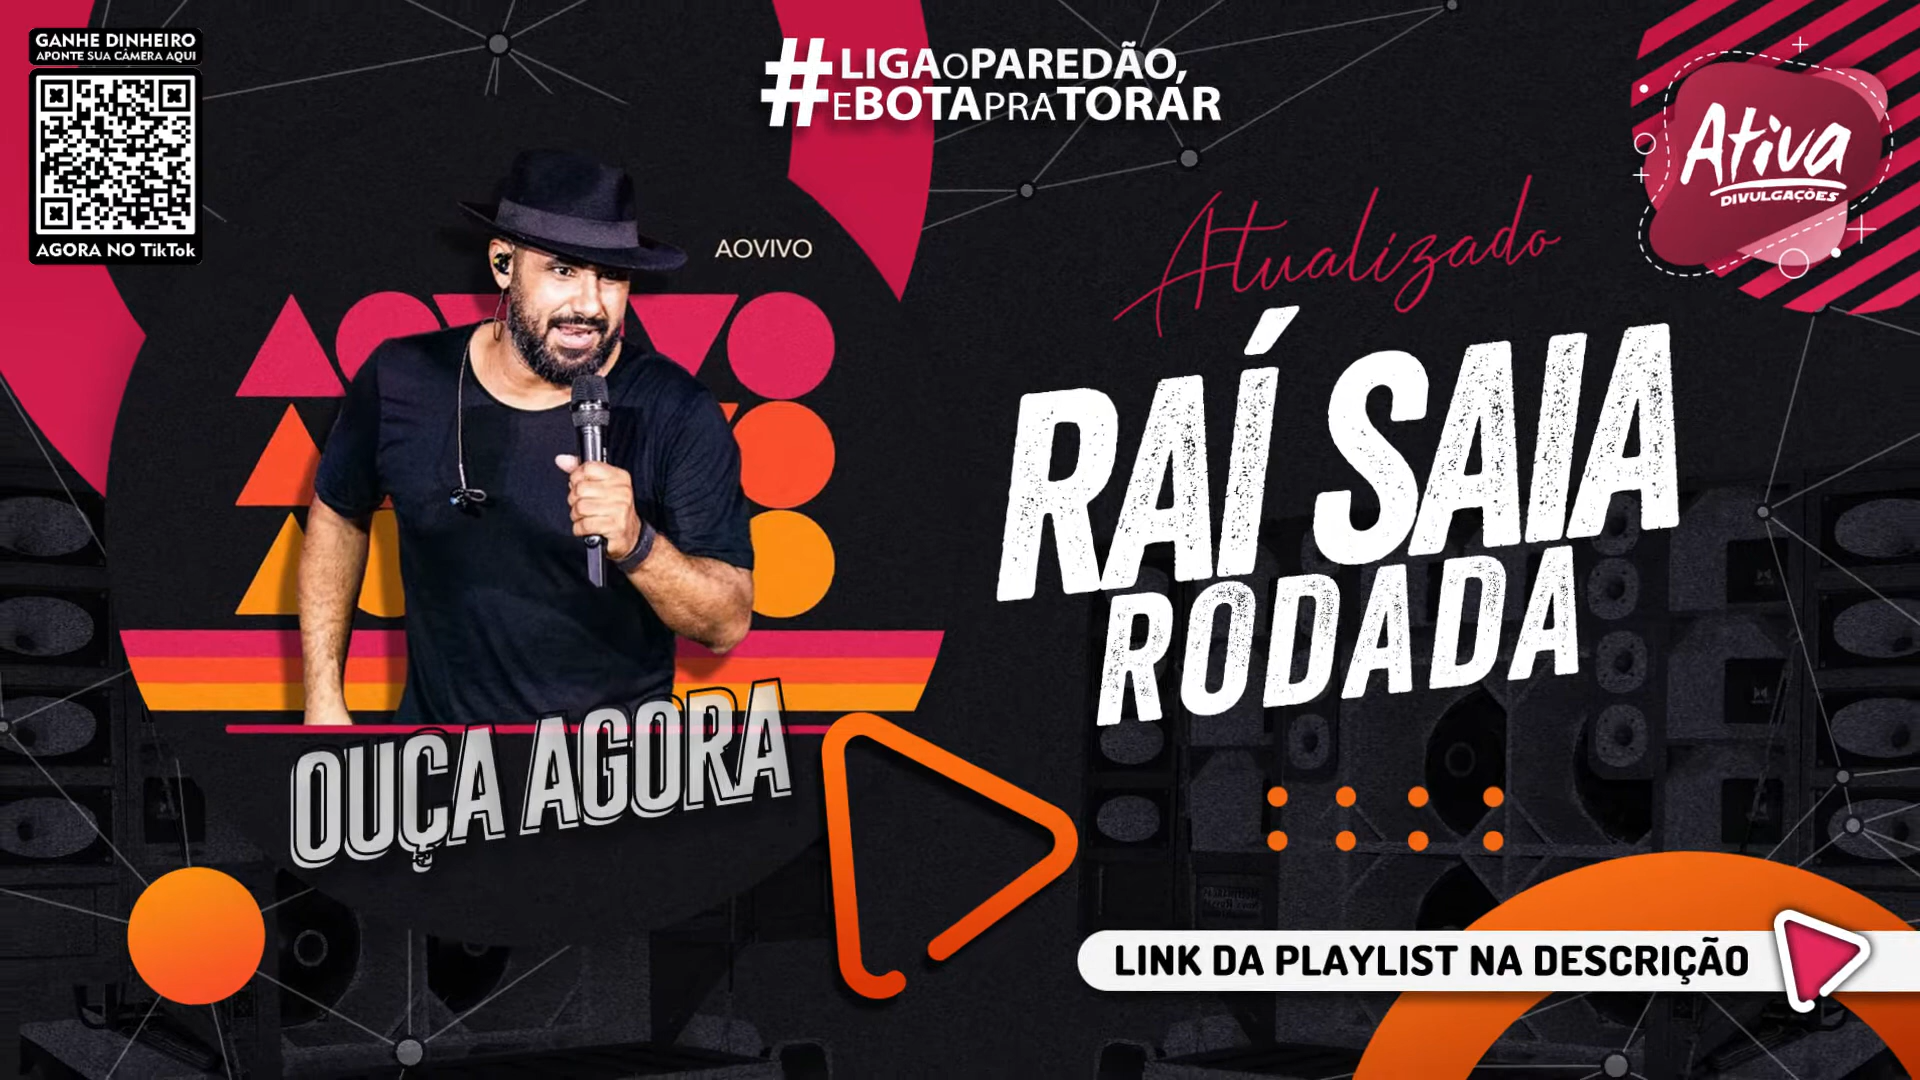 GANHE DINHEIRO
APONTE SUA CÂMERA AQUI
AGORA NO TikTok
#LIGAOPAREDÃO,
EBOTAPRATORAR
Ativa
DIVULGAÇÕES
AOVIVO
Atualizado
RAÍ SAIA
RODADA
OUÇA AGORA
LINK DA PLAYLIST NA DESCRIÇÃO